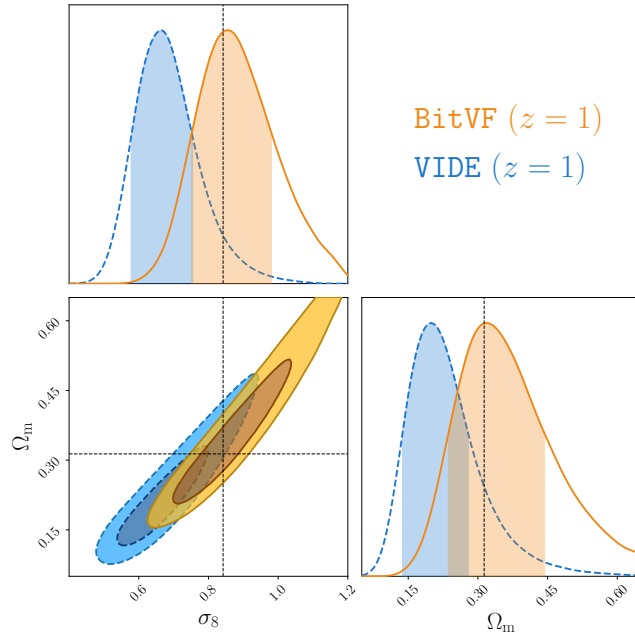 BitVF (z = 1)
VIDE (z = 1)
0.60
0.45
0.30
0.15
Ωm
0.6 0.8 1.0 1.2
σ8
0.15 0.30 0.45 0.60
Ωm